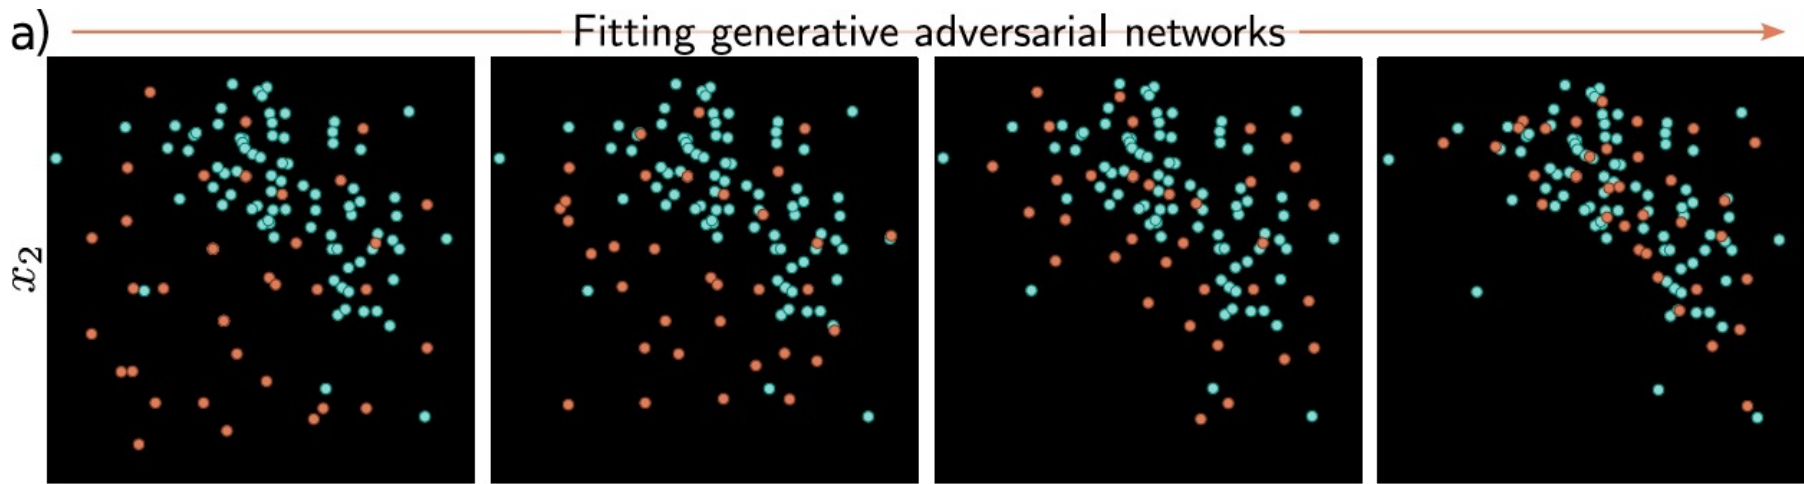 a) Fitting generative adversarial networks
x₂